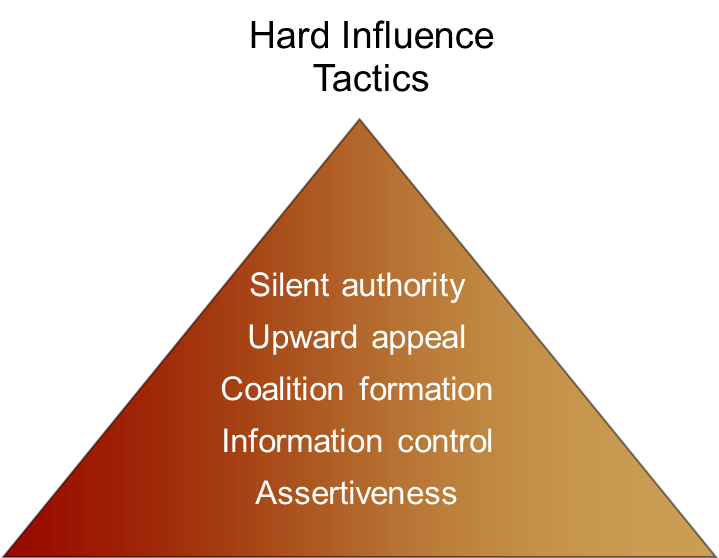 Hard Influence
Tactics
Silent authority
Upward appeal
Coalition formation
Information control
Assertiveness